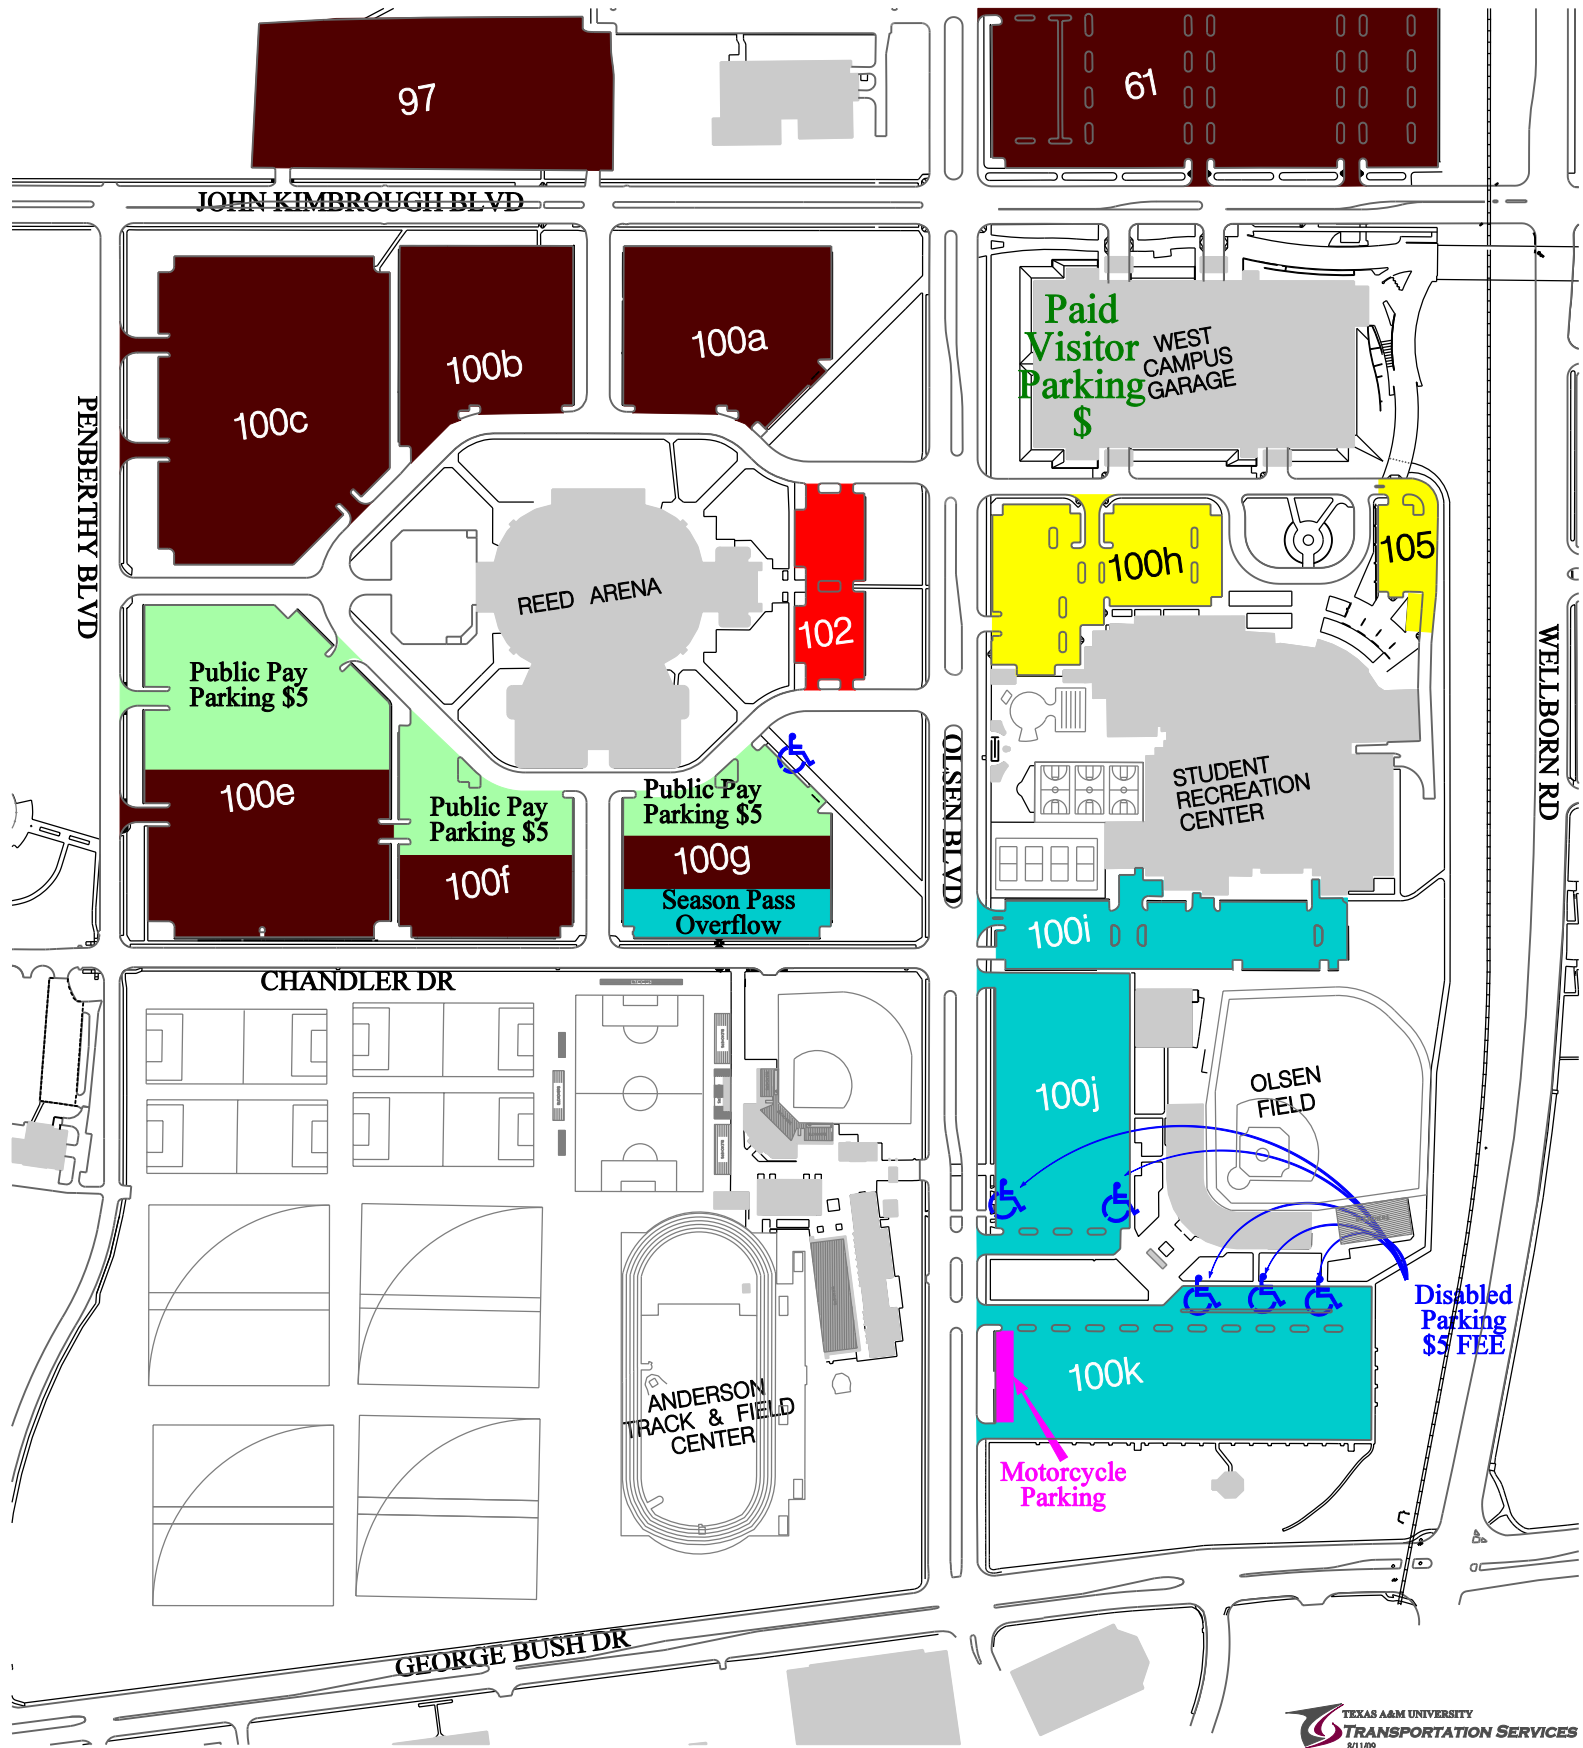 97
61
JOHN KIMBROUGH BLVD
100c
100b
100a
Paid
Visitor
Parking
$
WEST
CAMPUS
GARAGE
PENBERTHY BLVD
REED ARENA
102
100h
105
Public Pay
Parking $5
100e
Public Pay
Parking $5
100f
Public Pay
Parking $5
100g
Season Pass
Overflow
OLSEN BLVD
STUDENT
RECREATION
CENTER
WELLBORN RD
100i
CHANDLER DR
100j
OLSEN
FIELD
Disabled
Parking
$5 FEE
100k
Motorcycle
Parking
ANDERSON
TRACK & FIELD
CENTER
GEORGE BUSH DR
TEXAS A&M UNIVERSITY
TRANSPORTATION SERVICES
8/11/09